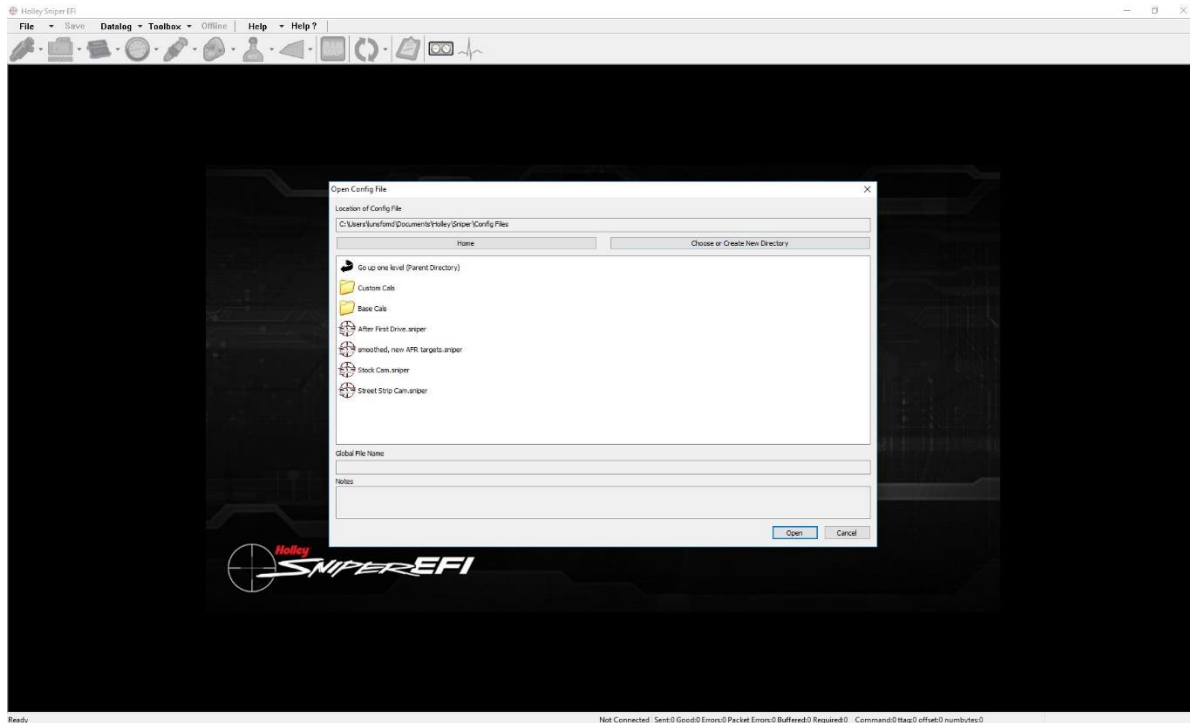 Holley Sniper EFI
File Save Datalog Toolbox Offline Help Help ?
Open Config File
Location of Config File
C:\Users\lunsfomd\Documents\Holley\Sniper\Config Files
Home Choose or Create New Directory
Go up one level (Parent Directory)
Custom Cals
Base Cals
After First Drive.sniper
smoothed, new AFR targets.sniper
Stock Cam.sniper
Street Strip Cam.sniper
Global File Name
Notes
Open Cancel
Holley
SNIPER EFI
Ready Not Connected Sent:0 Good:0 Errors:0 Packet Errors:0 Buffered:0 Required:0 Command:0 ttag:0 offset:0 numbytes:0